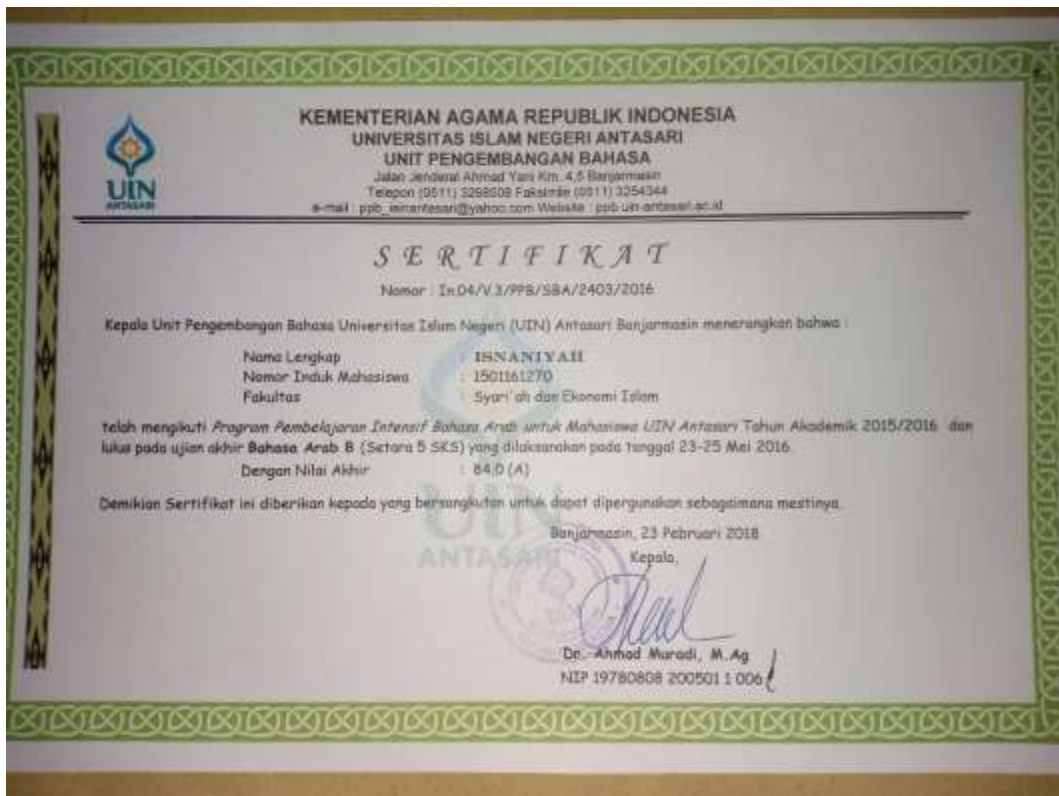 KEMENTERIAN AGAMA REPUBLIK INDONESIA
UNIVERSITAS ISLAM NEGERI ANTASARI
UNIT PENGEMBANGAN BAHASA
Jalan Jenderal Ahmad Yani Km. 4,5 Banjarmasin
Telepon (0511) Faksimile (0511) 3254344
e-mail : Website : ppb.uin-antasari.ac.id
UIN
ANTASARI
SERTIFIKAT
Nomor : In.04/V.3/PPB/SBA/2403/2016
Kepala Unit Pengembangan Bahasa Universitas Islam Negeri (UIN) Antasari Banjarmasin menerangkan bahwa :
Nama Lengkap : ISNANIYAH
Nomor Induk Mahasiswa : 1501161270
Fakultas : Syari'ah dan Ekonomi Islam
telah mengikuti Program Pembelajaran Intensif Bahasa Arab untuk Mahasiswa UIN Antasari Tahun Akademik 2015/2016 dan
lulus pada ujian akhir Bahasa Arab B (Setara 5 SKS) yang dilaksanakan pada tanggal 23-25 Mei 2016.
Dengan Nilai Akhir : 84,0 (A)
Demikian Sertifikat ini diberikan kepada yang bersangkutan untuk dapat dipergunakan sebagaimana mestinya.
UIN
ANTASARI
Banjarmasin, 23 Pebruari 2018
Kepala,
Dr. Ahmad Muradi, M.Ag
NIP 19780808 200501 1 006